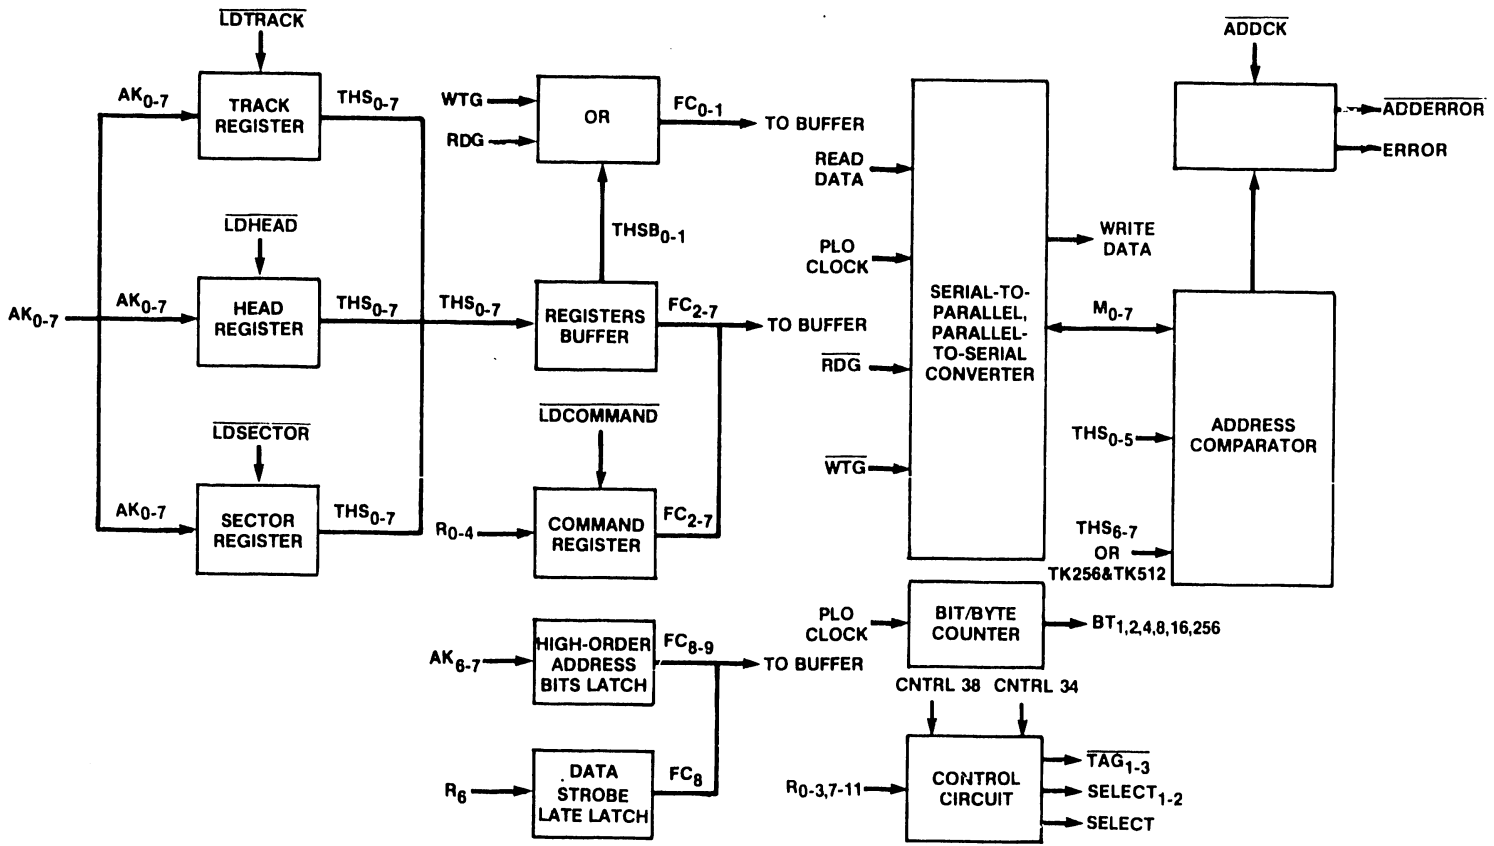 LDTRACK
AK0-7
TRACK
REGISTER
THS0-7
LDHEAD
AK0-7
AK0-7
HEAD
REGISTER
THS0-7
LDSECTOR
AK0-7
SECTOR
REGISTER
THS0-7
WTG
RDG
OR
FC0-1
TO BUFFER
THSB0-1
THS0-7
REGISTERS
BUFFER
FC2-7
TO BUFFER
LDCOMMAND
R0-4
COMMAND
REGISTER
FC2-7
AK6-7
HIGH-ORDER
ADDRESS
BITS LATCH
FC8-9
TO BUFFER
R6
DATA
STROBE
LATE LATCH
FC8
READ
DATA
PLO
CLOCK
RDG
WTG
SERIAL-TO-
PARALLEL,
PARALLEL-
TO-SERIAL
CONVERTER
WRITE
DATA
M0-7
ADDCK
ADDERROR
ERROR
THS0-5
THS6-7
OR
TK256&TK512
ADDRESS
COMPARATOR
PLO
CLOCK
BIT/BYTE
COUNTER
BT1,2,4,8,16,256
CNTRL 38 CNTRL 34
R0-3,7-11
CONTROL
CIRCUIT
TAG1-3
SELECT1-2
SELECT